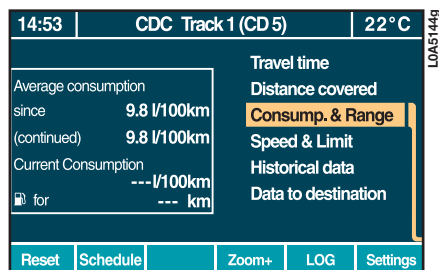 14:53 CDC Track 1 (CD 5) 22°C
Average consumption
since 9.8 l/100km
(continued) 9.8 l/100km
Current Consumption
---l/100km
for --- km
Travel time
Distance covered
Consump. & Range
Speed & Limit
Historical data
Data to destination
Reset Schedule Zoom+ LOG Settings
L0A5144g